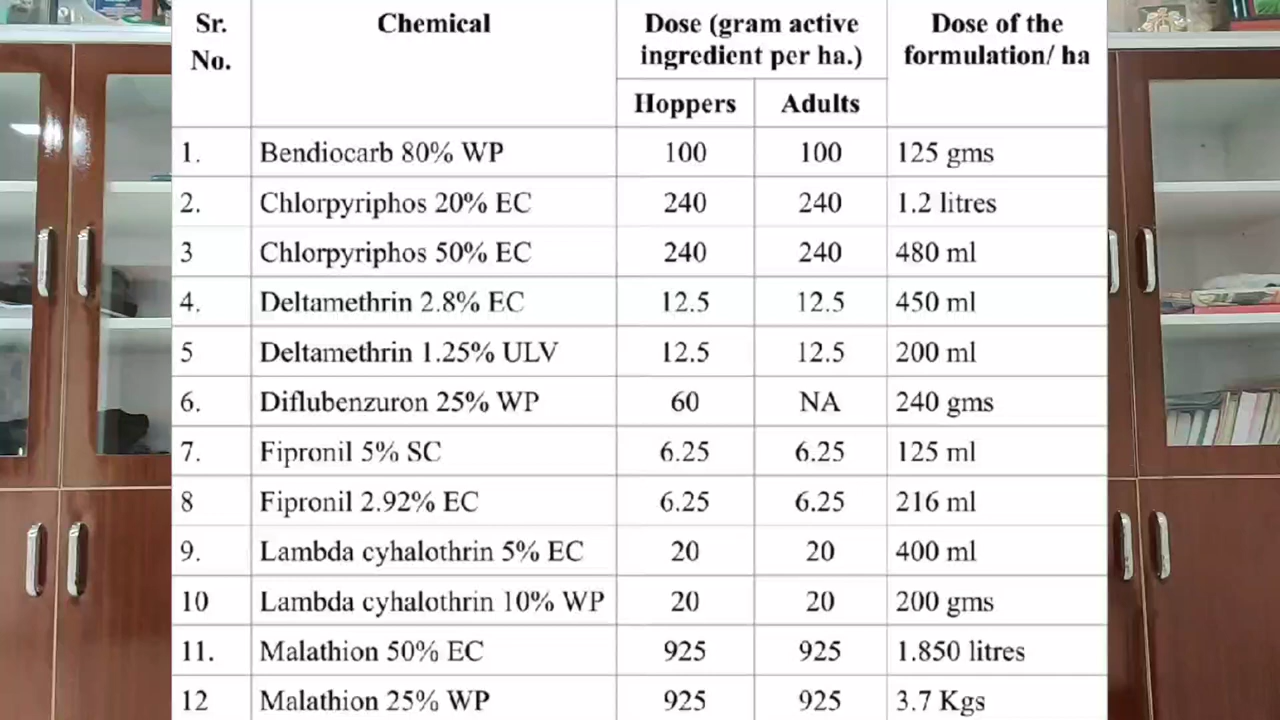 Sr. No. Chemical Dose (gram active ingredient per ha.) Dose of the formulation/ ha
Hoppers Adults
1. Bendiocarb 80% WP 100 100 125 gms
2. Chlorpyriphos 20% EC 240 240 1.2 litres
3 Chlorpyriphos 50% EC 240 240 480 ml
4. Deltamethrin 2.8% EC 12.5 12.5 450 ml
5 Deltamethrin 1.25% ULV 12.5 12.5 200 ml
6. Diflubenzuron 25% WP 60 NA 240 gms
7. Fipronil 5% SC 6.25 6.25 125 ml
8 Fipronil 2.92% EC 6.25 6.25 216 ml
9. Lambda cyhalothrin 5% EC 20 20 400 ml
10 Lambda cyhalothrin 10% WP 20 20 200 gms
11. Malathion 50% EC 925 925 1.850 litres
12 Malathion 25% WP 925 925 3.7 Kgs